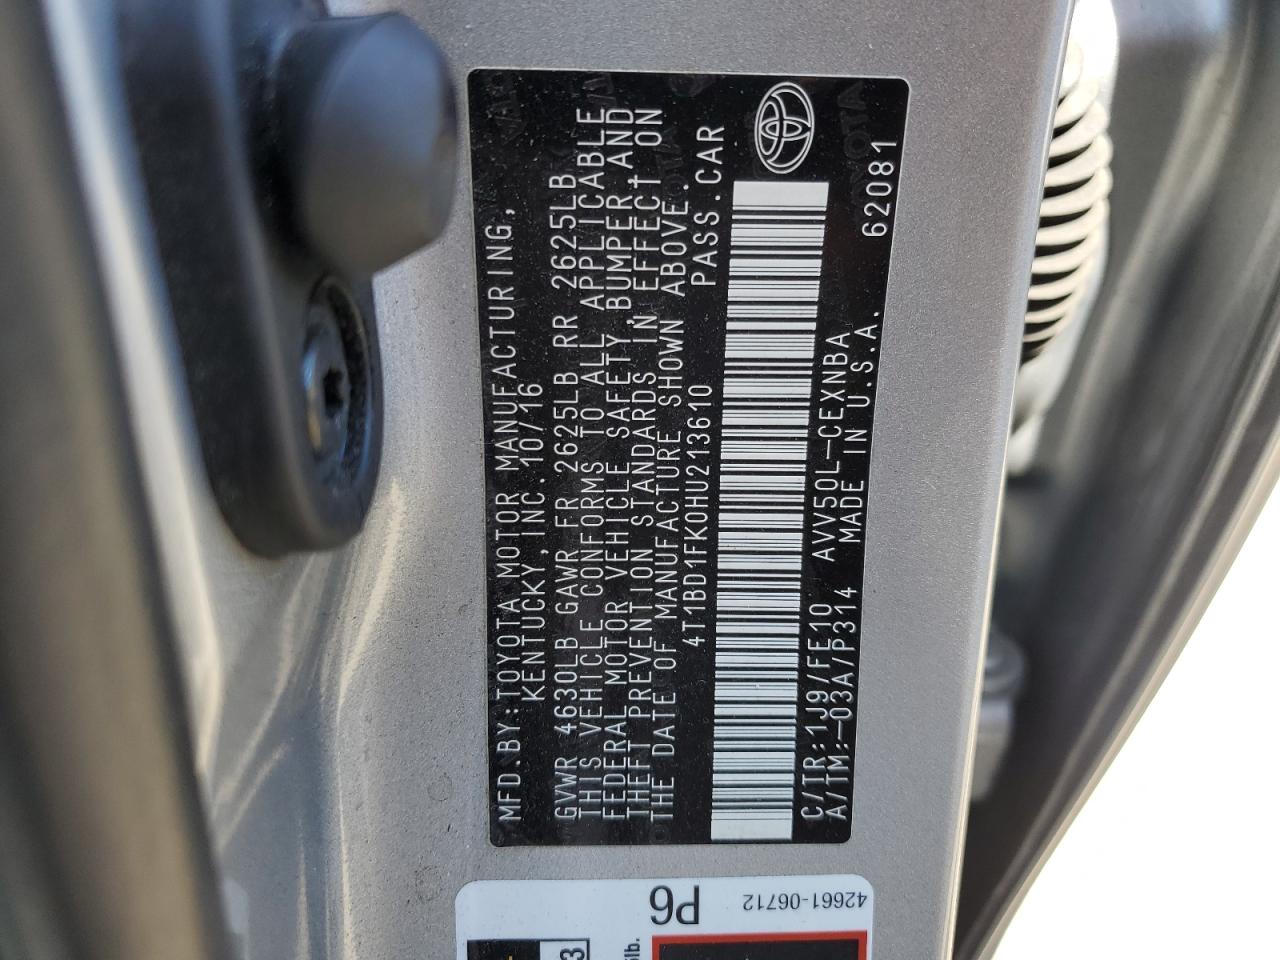 MFD.BY:TOYOTA MOTOR MANUFACTURING,
KENTUCKY,INC. 10/16
GVWR 4630LB GAWR FR 2625LB RR 2625LB
THIS VEHICLE CONFORMS TO ALL APPLICABLE
FEDERAL MOTOR VEHICLE SAFETY, BUMPER, AND
THEFT PREVENTION STANDARDS IN EFFECT ON
THE DATE OF MANUFACTURE SHOWN ABOVE.
4T1BD1FK0HU213610 PASS.CAR
C/TR:1J9/FE10 AVV50L-CEXNBA
A/TM:-03A/P314 MADE IN U.S.A.
62081
P6
42661-06712